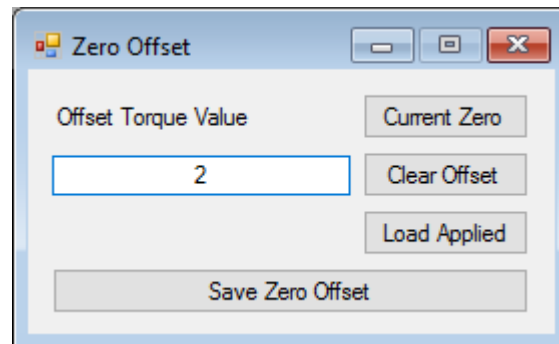 Zero Offset
Offset Torque Value
Current Zero
2
Clear Offset
Load Applied
Save Zero Offset